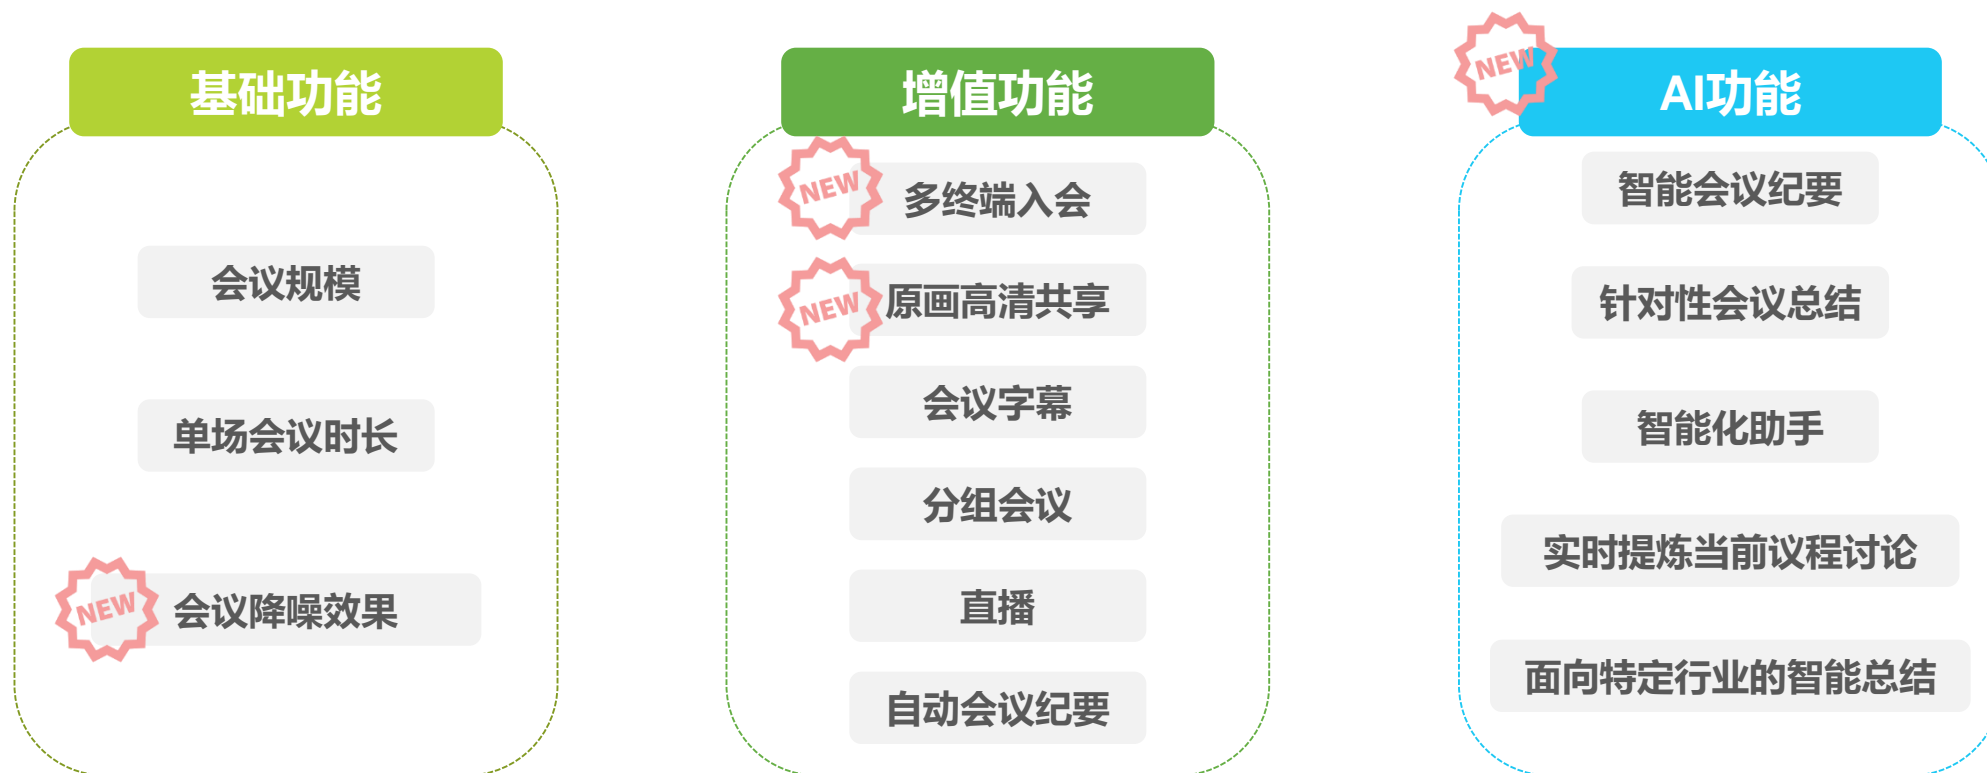 基础功能
会议规模
单场会议时长
NEW
会议降噪效果
增值功能
NEW
多终端入会
NEW
原画高清共享
会议字幕
分组会议
直播
自动会议纪要
NEW
AI功能
智能会议纪要
针对性会议总结
智能化助手
实时提炼当前议程讨论
面向特定行业的智能总结